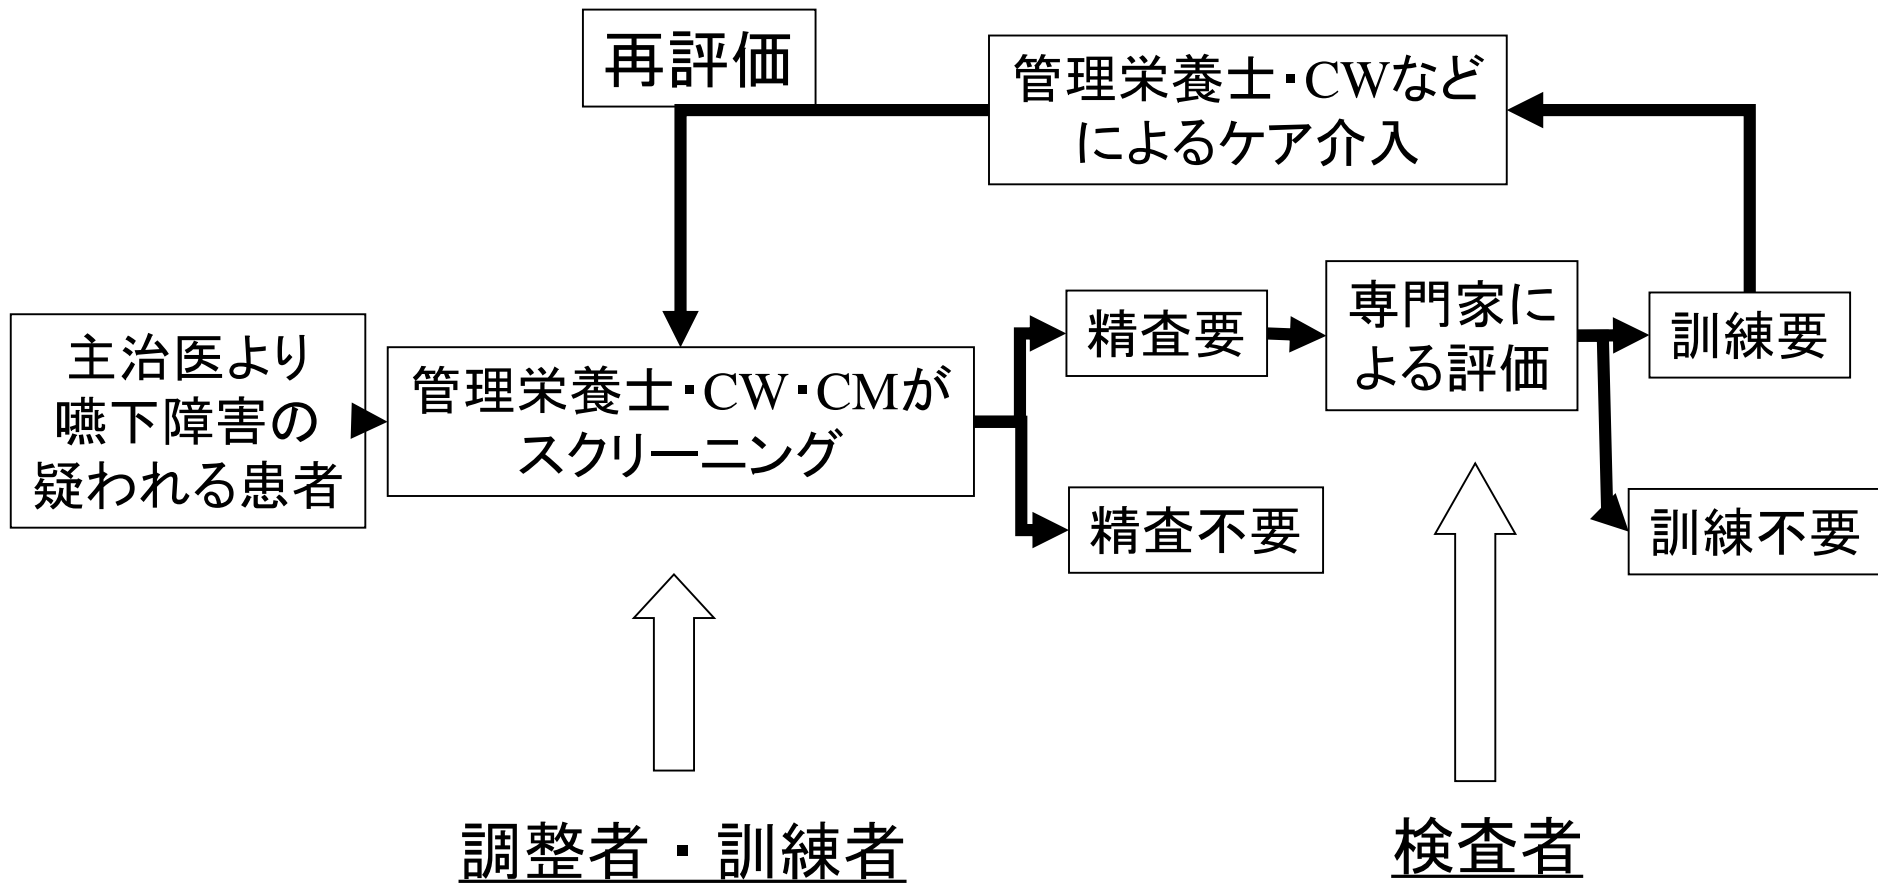 再評価
管理栄養士・CWなど
によるケア介入
主治医より
嚥下障害の
疑われる患者
管理栄養士・CW・CMが
スクリーニング
精査要
専門家に
よる評価
訓練要
精査不要
訓練不要
調整者・訓練者
検査者